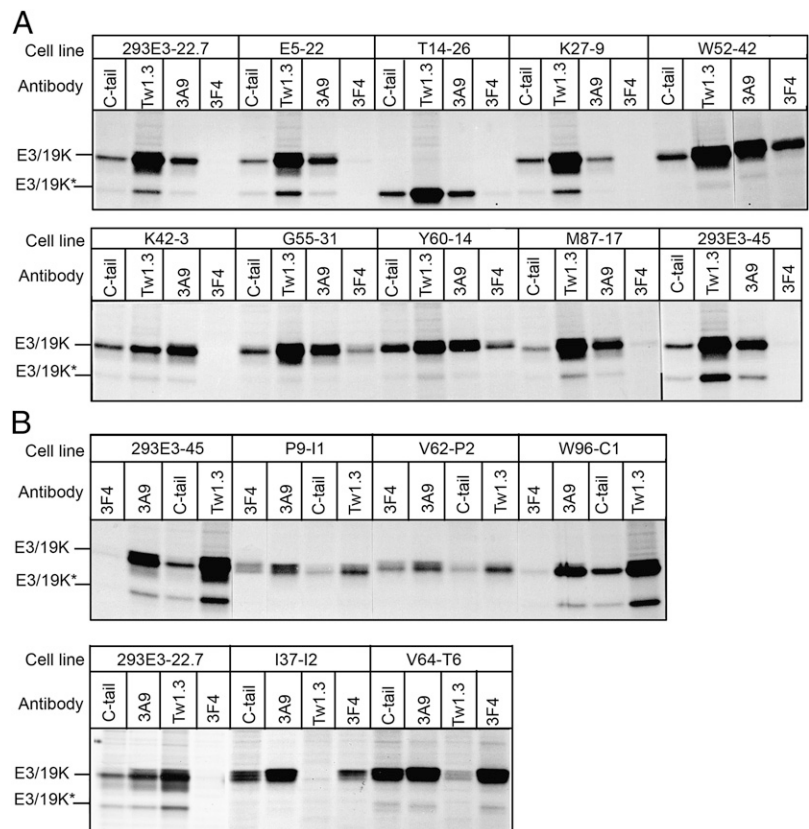 A
Cell line 293E3-22.7 E5-22 T14-26 K27-9 W52-42
Antibody C-tail Tw1.3 3A9 3F4 C-tail Tw1.3 3A9 3F4 C-tail Tw1.3 3A9 3F4 C-tail Tw1.3 3A9 3F4 C-tail Tw1.3 3A9 3F4
E3/19K
E3/19K*
Cell line K42-3 G55-31 Y60-14 M87-17 293E3-45
Antibody C-tail Tw1.3 3A9 3F4 C-tail Tw1.3 3A9 3F4 C-tail Tw1.3 3A9 3F4 C-tail Tw1.3 3A9 3F4 C-tail Tw1.3 3A9 3F4
E3/19K
E3/19K*
B
Cell line 293E3-45 P9-I1 V62-P2 W96-C1
Antibody 3F4 3A9 C-tail Tw1.3 3F4 3A9 C-tail Tw1.3 3F4 3A9 C-tail Tw1.3 3F4 3A9 C-tail Tw1.3
E3/19K
E3/19K*
Cell line 293E3-22.7 I37-I2 V64-T6
Antibody C-tail 3A9 Tw1.3 3F4 C-tail 3A9 Tw1.3 3F4 C-tail 3A9 Tw1.3 3F4
E3/19K
E3/19K*